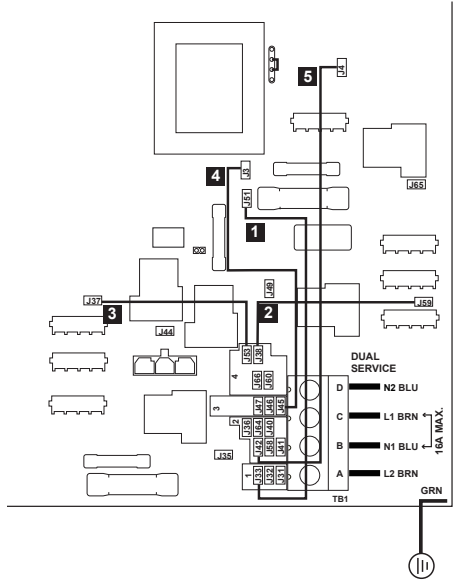 5
J4
4
J3
J51
1
J65
J49
J37
3
2
J59
J44
J53
J38
4
J66
J60
DUAL
SERVICE
D
N2 BLU
3
J47
J46
J45
C
L1 BRN
2
J36
J64
J40
16A MAX.
J52
J58
J41
B
N1 BLU
J35
1
J33
J32
J31
A
L2 BRN
TB1
GRN